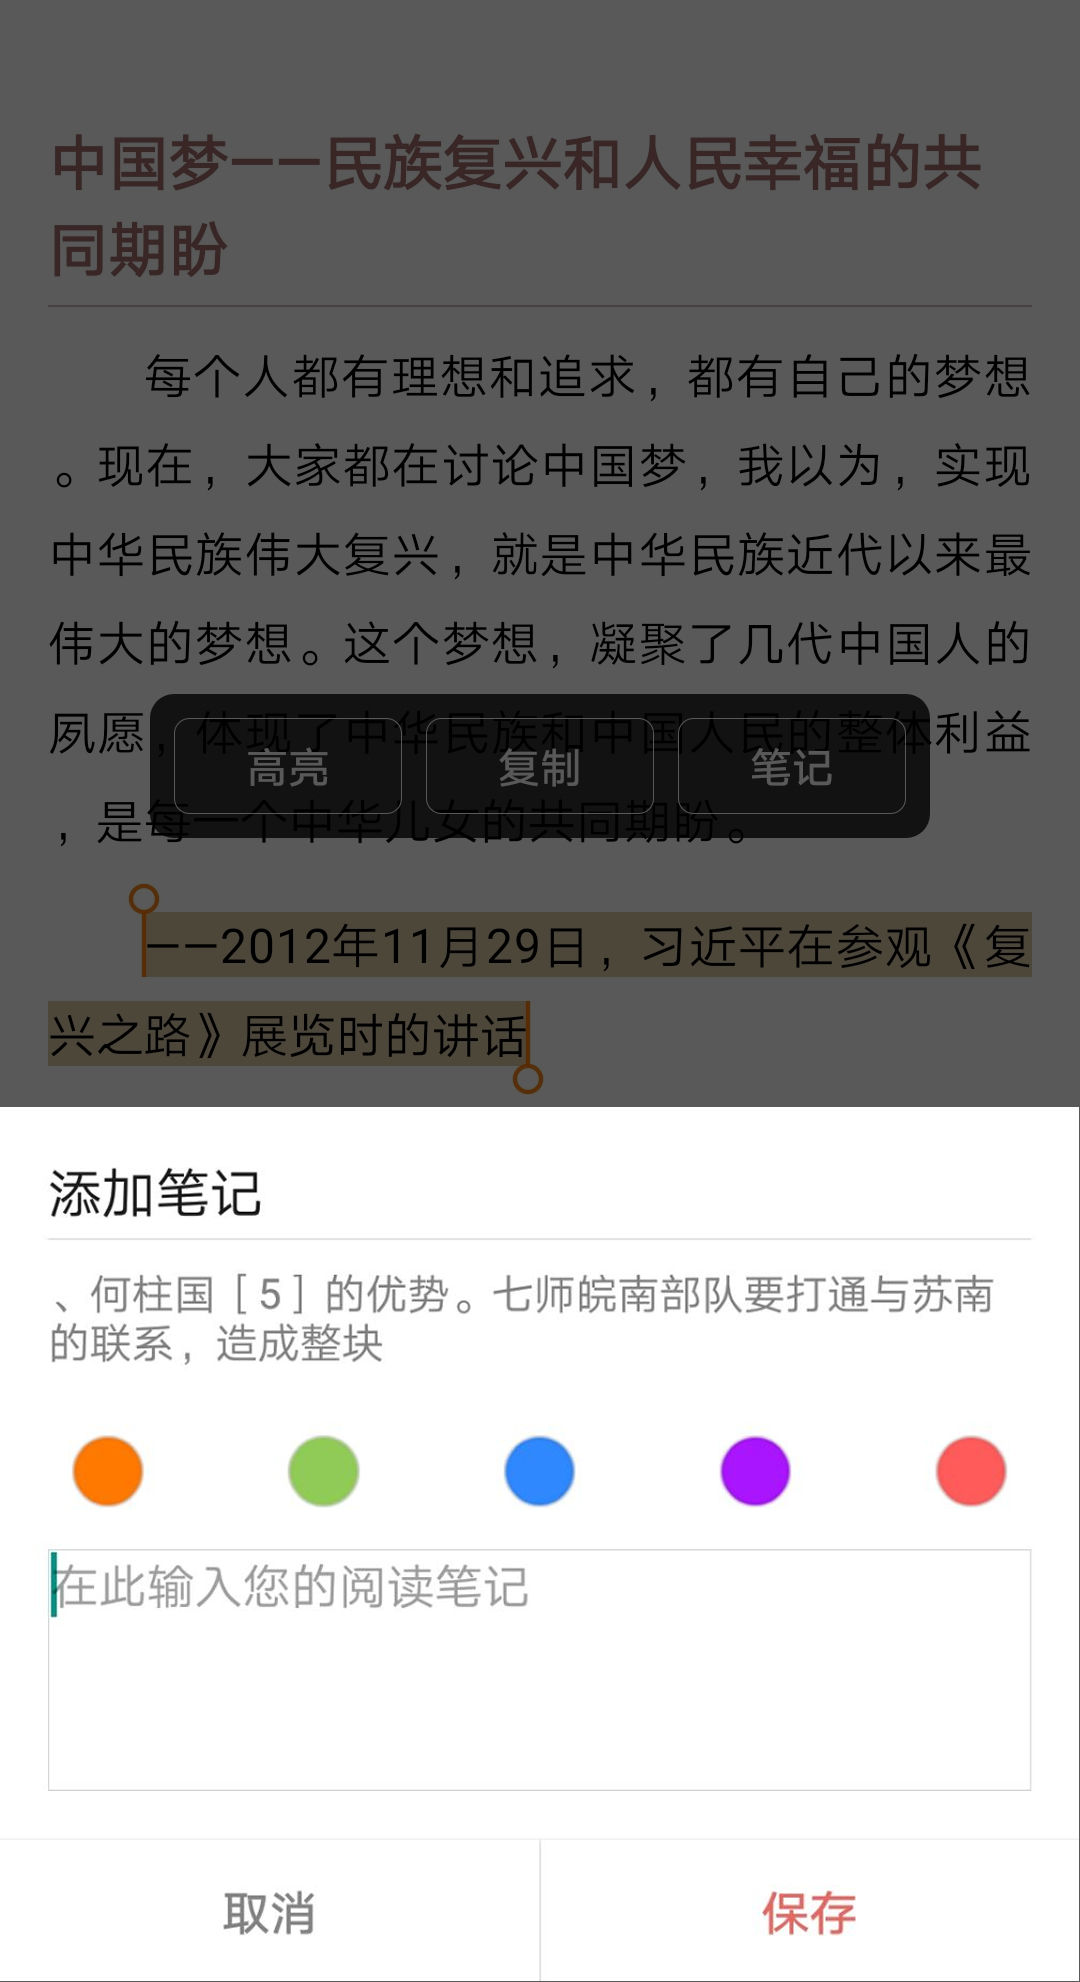 中国梦——民族复兴和人民幸福的共
同期盼
每个人都有理想和追求，都有自己的梦想
。现在，大家都在讨论中国梦，我以为，实现
中华民族伟大复兴，就是中华民族近代以来最
伟大的梦想。这个梦想，凝聚了几代中国人的
夙愿，体现了中华民族和中国人民的整体利益
高亮 复制 笔记
，是每一个中华儿女的共同期盼。
——2012年11月29日，习近平在参观《复
兴之路》展览时的讲话
添加笔记
、何柱国［5］的优势。七师皖南部队要打通与苏南
的联系，造成整块
在此输入您的阅读笔记
取消 保存